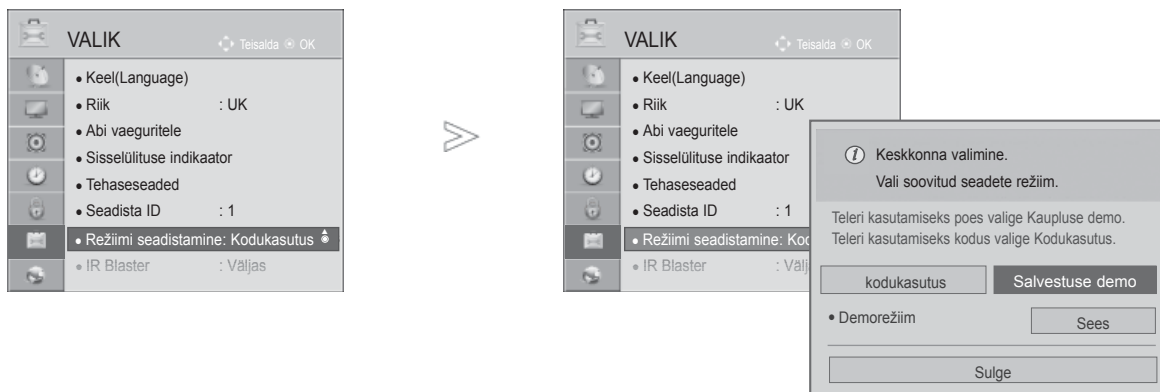 VALIK
Teisalda OK
• Keel(Language)
• Riik : UK
• Abi vaeguritele
• Sisselülituse indikaator
• Tehaseseaded
• Seadista ID : 1
• Režiimi seadistamine: Kodukasutus
• IR Blaster : Väljas
>
VALIK
Teisalda OK
• Keel(Language)
• Riik : UK
• Abi vaeguritele
• Sisselülituse indikaator
• Tehaseseaded
• Seadista ID : 1
• Režiimi seadistamine: Kod
• IR Blaster : Välj
i Keskkonna valimine.
Vali soovitud seadete režiim.
Teleri kasutamiseks poes valige Kaupluse demo.
Teleri kasutamiseks kodus valige Kodukasutus.
kodukasutus Salvestuse demo
• Demorežiim Sees
Sulge